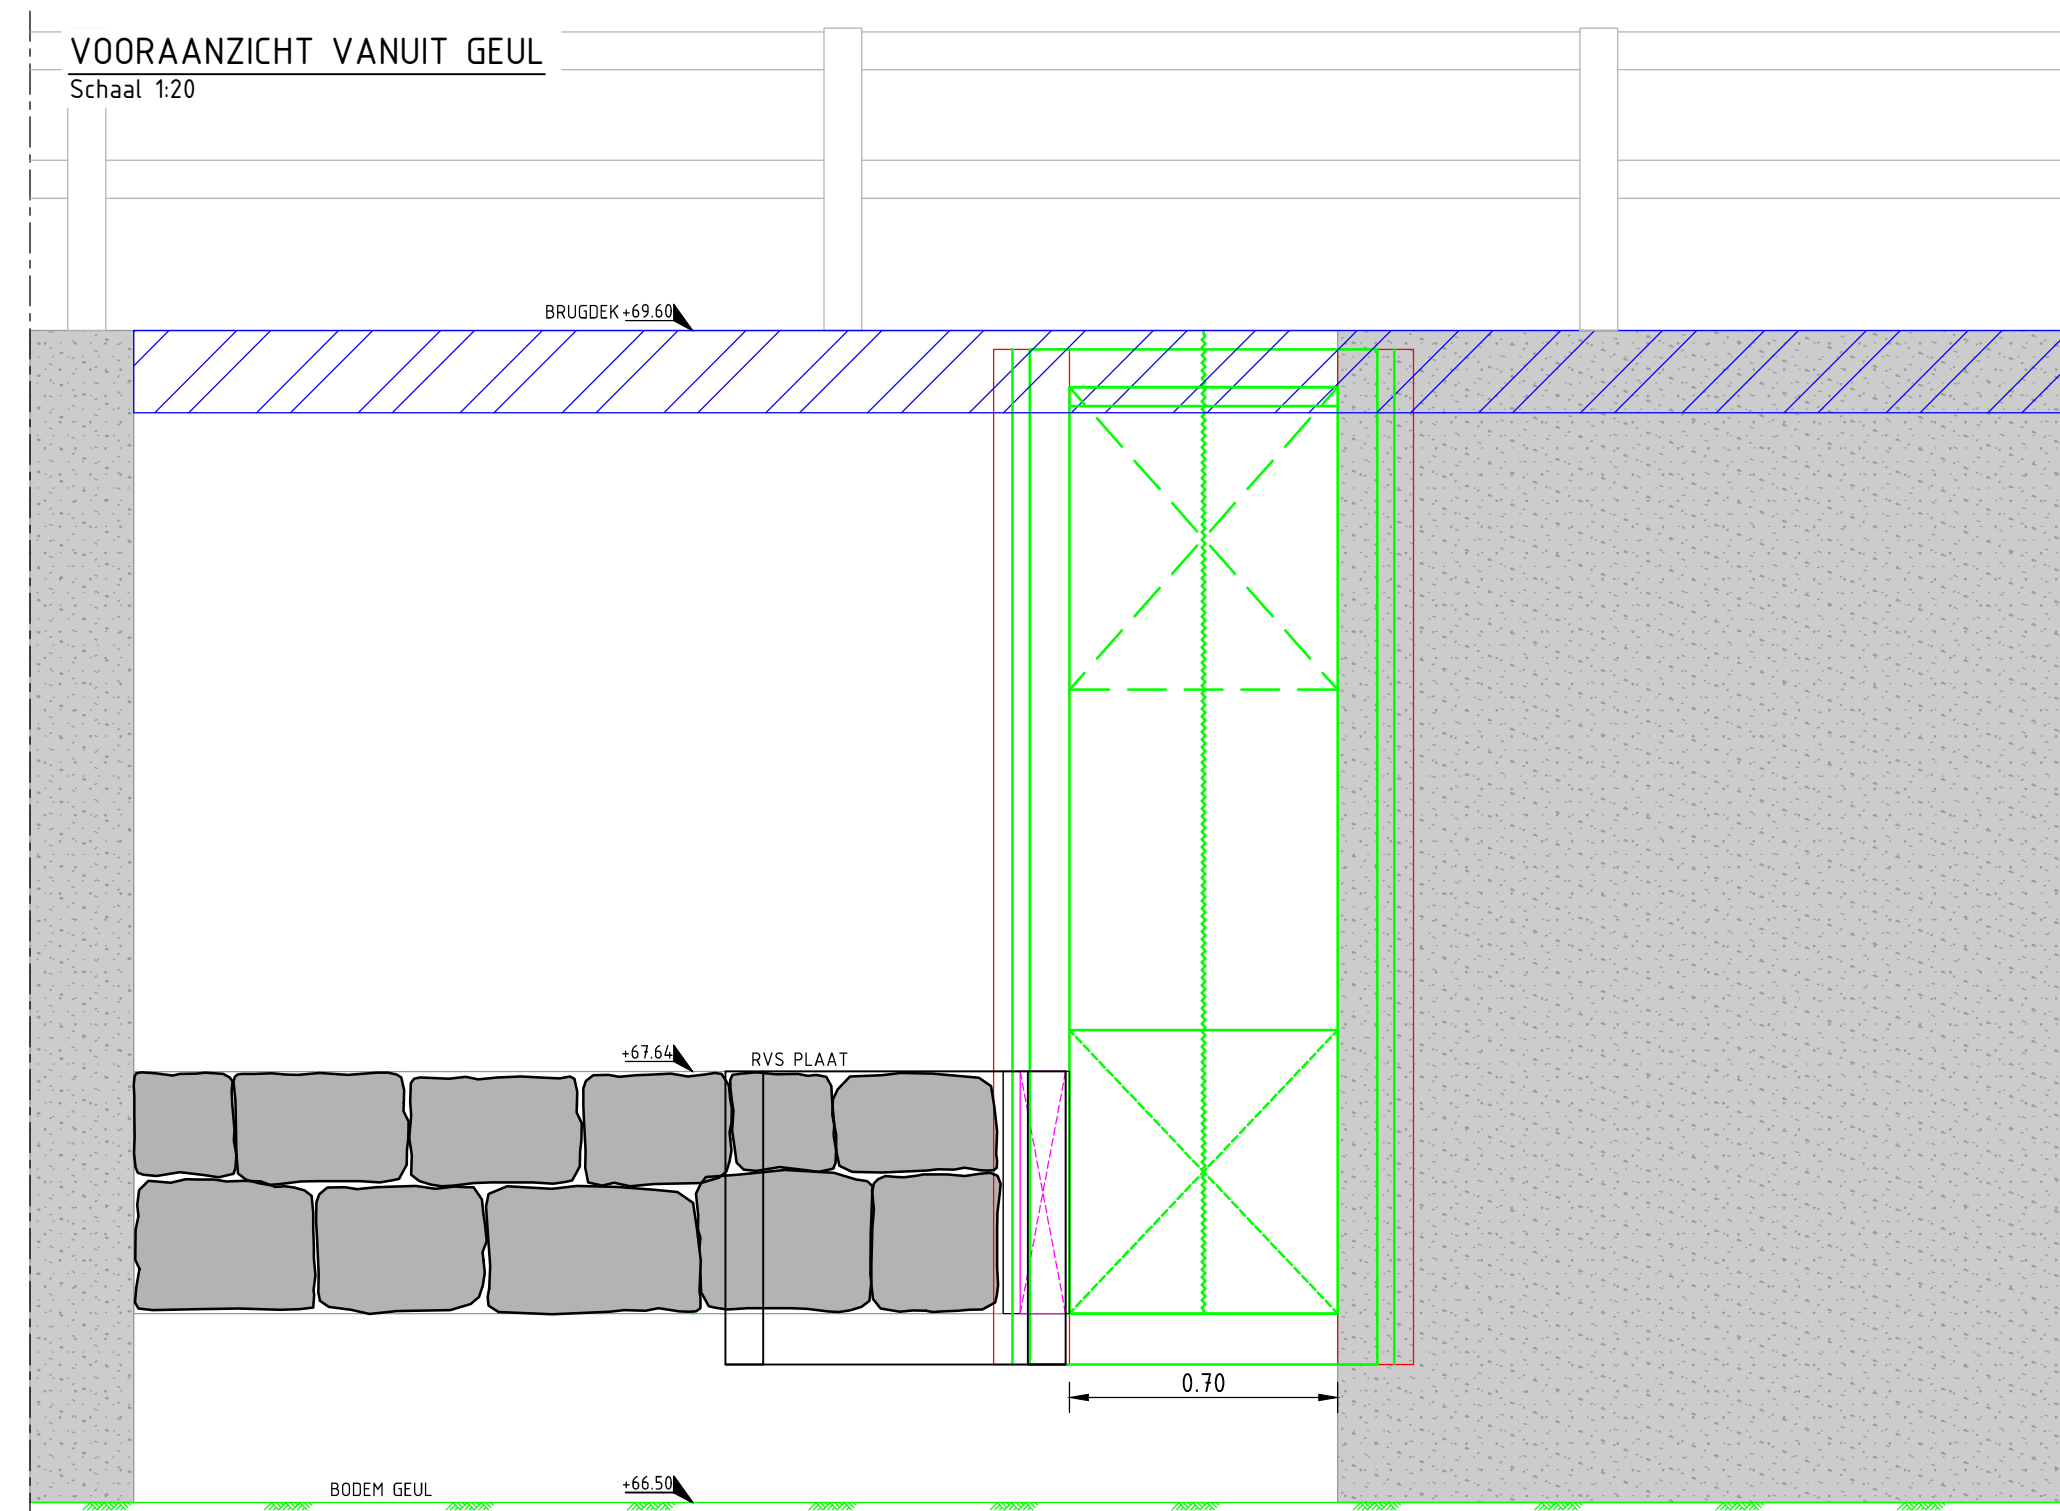 VOORAANZICHT VANUIT GEUL
Schaal 1:20
BRUGDEK +69.60
+67.64
RVS PLAAT
0.70
BODEM GEUL
+66.50